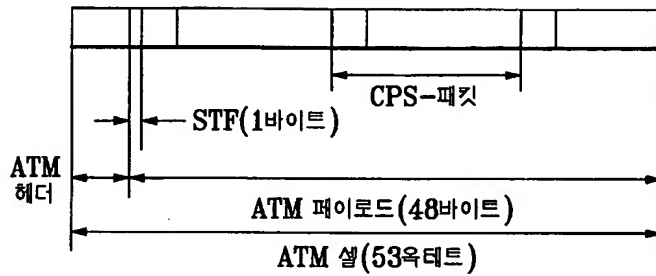 CPS-패킷
STF(1바이트)
ATM
헤더
ATM 페이로드(48바이트)
ATM 셀(53옥테트)